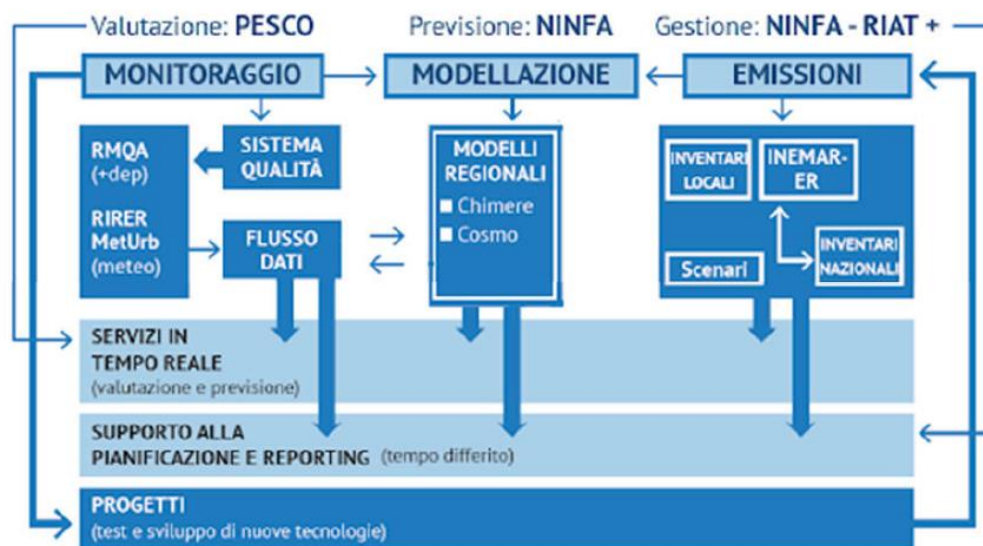 Valutazione: PESCO
Previsione: NINFA
Gestione: NINFA - RIAT +
MONITORAGGIO
MODELLAZIONE
EMISSIONI
RMQA
(+dep)
RIRER
MetUrb
(meteo)
SISTEMA
QUALITÀ
FLUSSO
DATI
MODELLI
REGIONALI
Chimere
Cosmo
INVENTARI
LOCALI
INEMAR-
ER
Scenari
INVENTARI
NAZIONALI
SERVIZI IN
TEMPO REALE
(valutazione e previsione)
SUPPORTO ALLA
PIANIFICAZIONE E REPORTING (tempo differito)
PROGETTI
(test e sviluppo di nuove tecnologie)